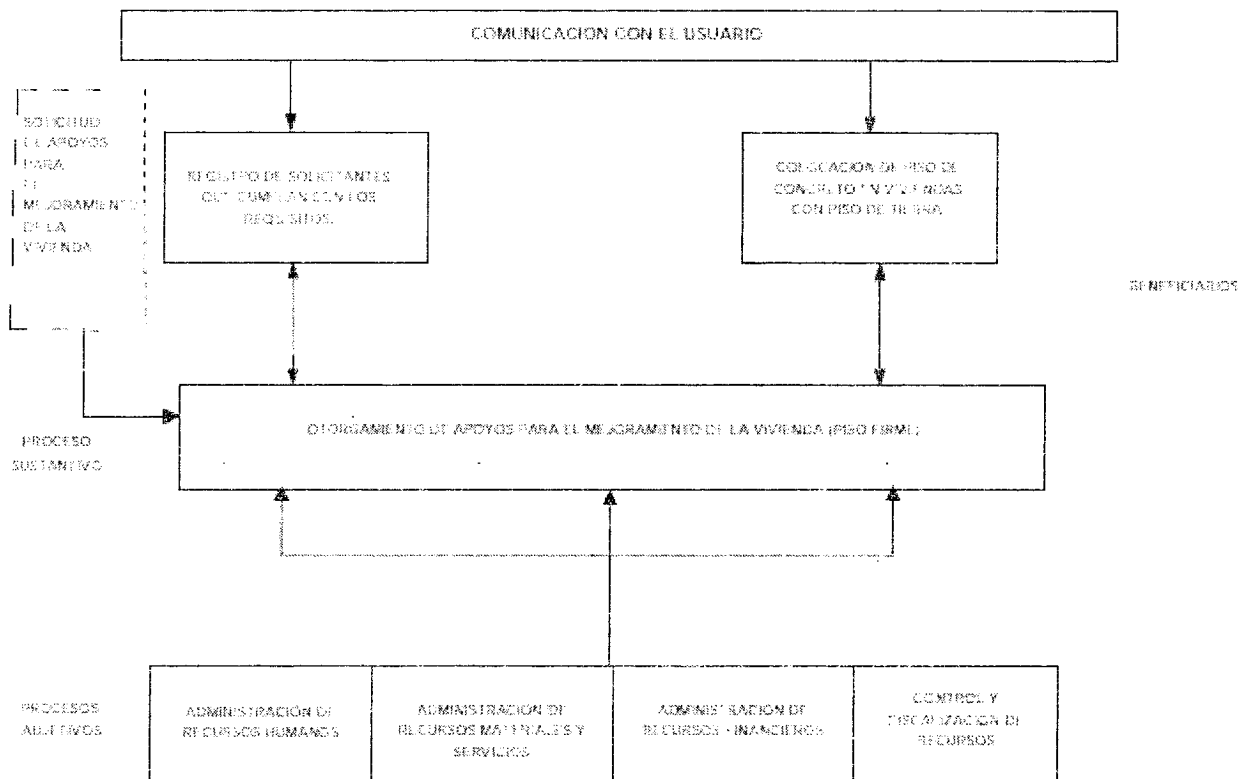 COMUNICACION CON EL USUARIO
SOLICITUD
DE APOYOS
PARA
EL
MEJORAMIENTO
DE LA
VIVIENDA
REGISTRO DE SOLICITANTES
QUE CUMPLAN CON LOS
REQUISITOS.
COLOCACION DE PISO DE
CONCRETO EN VIVIENDAS
CON PISO DE TIERRA
BENEFICIARIOS
OTORGAMIENTO DE APOYOS PARA EL MEJORAMIENTO DE LA VIVIENDA (PISO FIRME)
PROCESO
SUSTANTIVO
PROCESOS
ADJETIVOS
ADMINISTRACIÓN DE
RECURSOS HUMANOS
ADMINISTRACIÓN DE
RECURSOS MATERIALES Y
SERVICIOS
ADMINISTRACION DE
RECURSOS FINANCIEROS
CONTROL Y
FISCALIZACION DE
RECURSOS